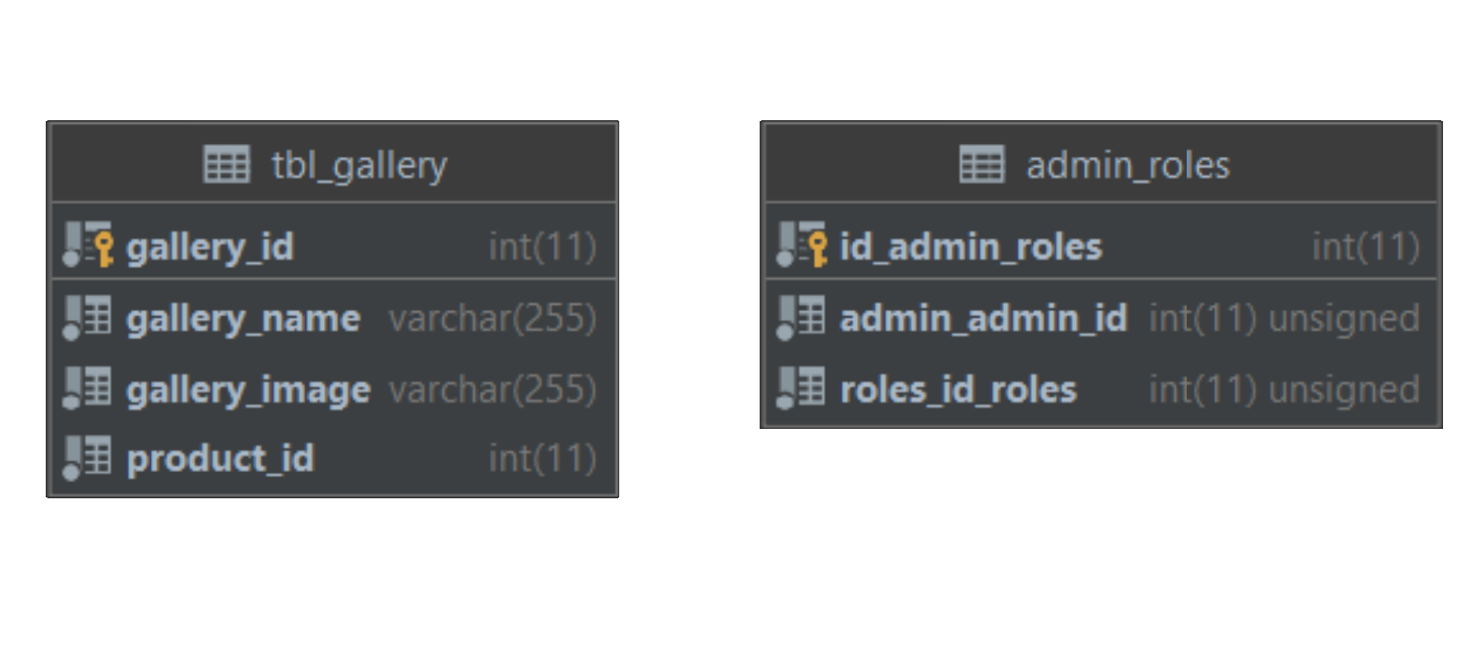 tbl_gallery
gallery_id int(11)
gallery_name varchar(255)
gallery_image varchar(255)
product_id int(11)
admin_roles
id_admin_roles int(11)
admin_admin_id int(11) unsigned
roles_id_roles int(11) unsigned